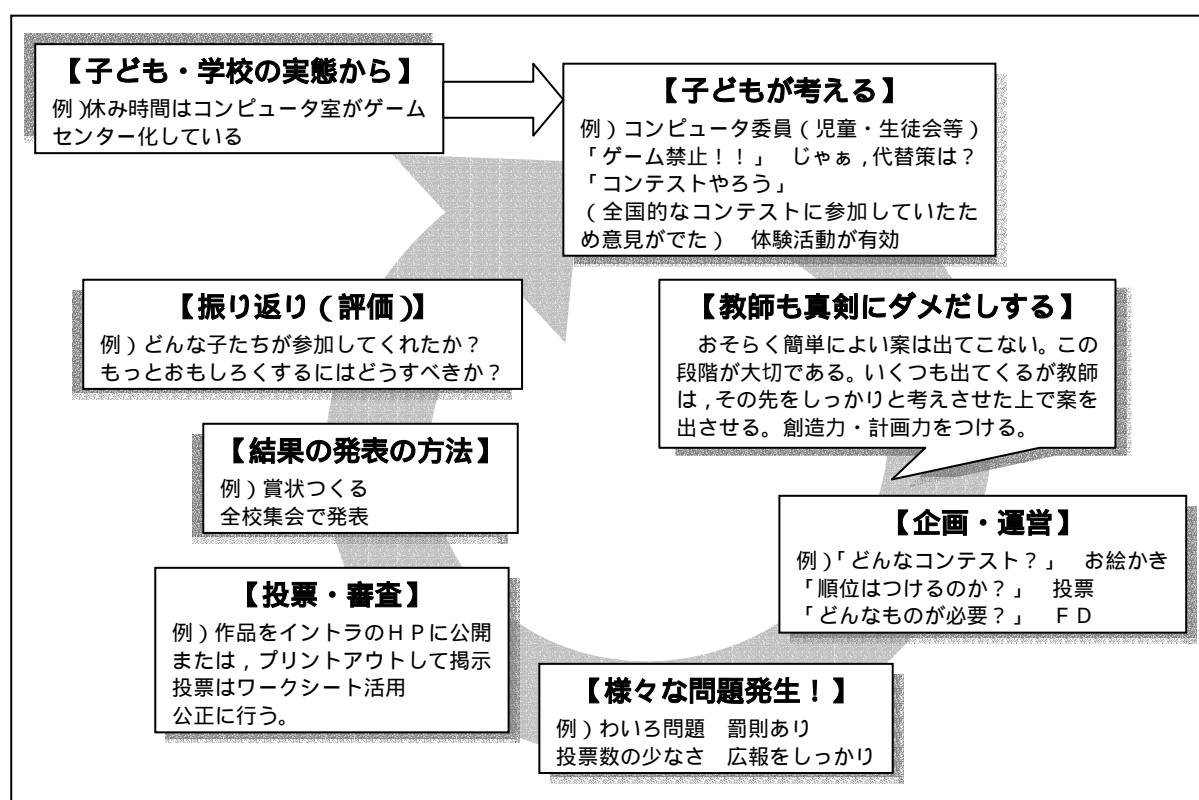 【子ども・学校の実態から】
例)休み時間はコンピュータ室がゲーム
センター化している
【子どもが考える】
例)コンピュータ委員(児童・生徒会等)
「ゲーム禁止!!」 じゃぁ,代替策は?
「コンテストやろう」
(全国的なコンテストに参加していたた
め意見がでた) 体験活動が有効
【教師も真剣にダメだしする】
おそらく簡単によい案は出てこない。この
段階が大切である。いくつも出てくるが教師
は,その先をしっかりと考えさせた上で案を
出させる。創造力・計画力をつける。
【企画・運営】
例)「どんなコンテスト?」 お絵かき
「順位はつけるのか?」 投票
「どんなものが必要?」 FD
【様々な問題発生!】
例)わいろ問題 罰則あり
投票数の少なさ 広報をしっかり
【投票・審査】
例)作品をイントラのHPに公開
または,プリントアウトして掲示
投票はワークシート活用
公正に行う。
【結果の発表の方法】
例)賞状つくる
全校集会で発表
【振り返り(評価)】
例)どんな子たちが参加してくれたか?
もっとおもしろくするにはどうすべきか?